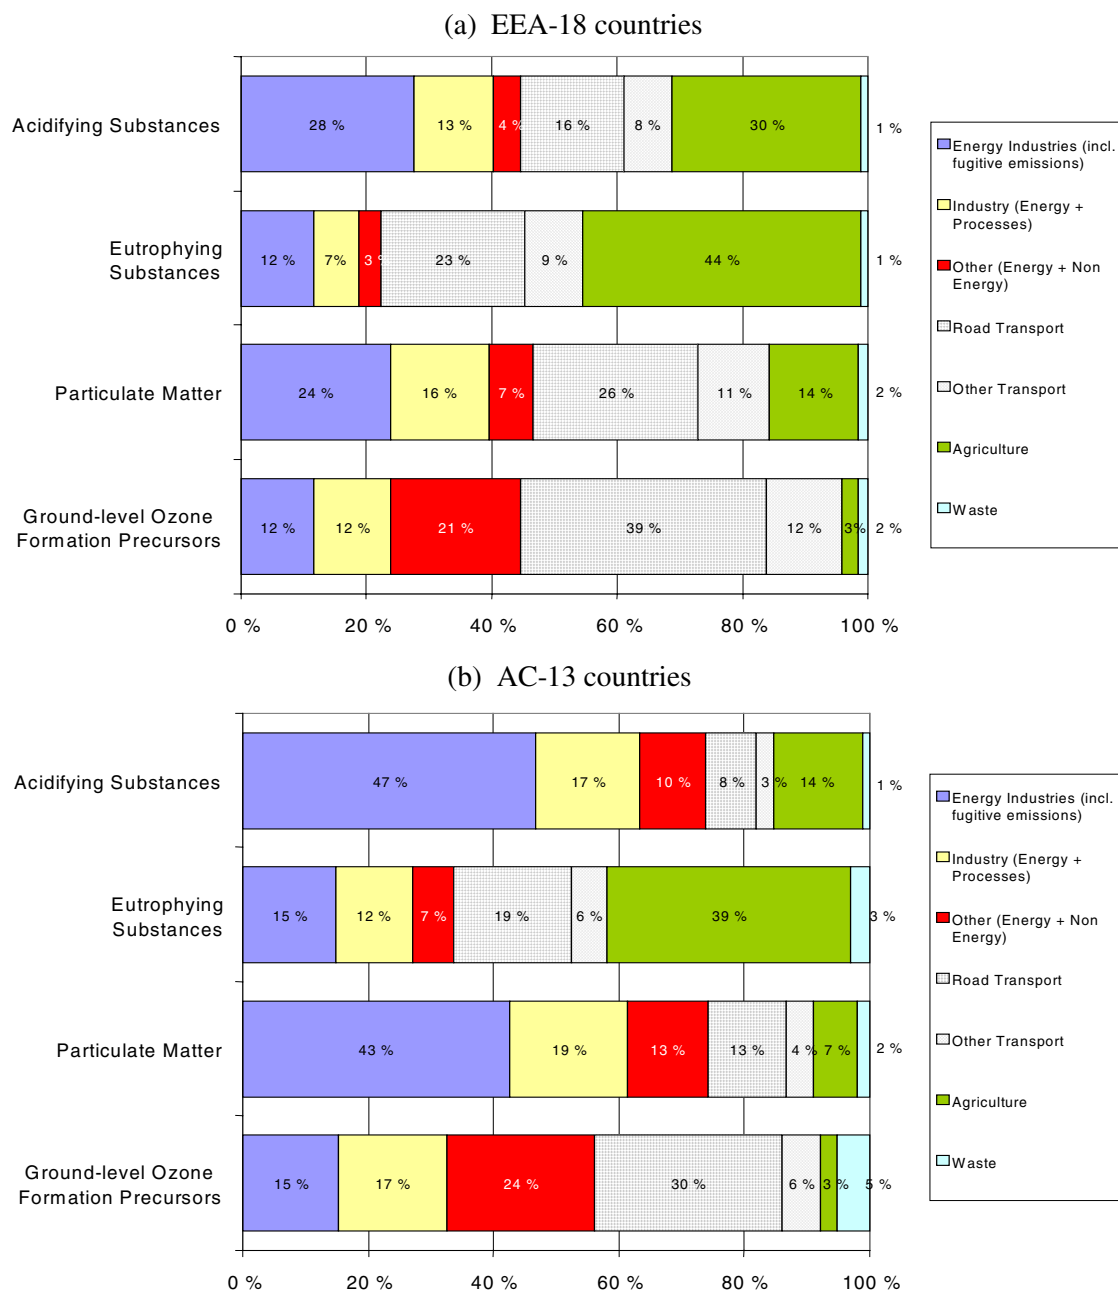 (a) EEA-18 countries
Acidifying Substances
28 %
13 %
4 %
16 %
8 %
30 %
1 %
Eutrophying
Substances
12 %
7%
3 %
23 %
9 %
44 %
1 %
Particulate Matter
24 %
16 %
7 %
26 %
11 %
14 %
2 %
Ground-level Ozone
Formation Precursors
12 %
12 %
21 %
39 %
12 %
3%
2 %
0 %
20 %
40 %
60 %
80 %
100 %
Energy Industries (incl.
fugitive emissions)
Industry (Energy +
Processes)
Other (Energy + Non
Energy)
Road Transport
Other Transport
Agriculture
Waste
(b) AC-13 countries
Acidifying Substances
47 %
17 %
10 %
8 %
3 %
14 %
1 %
Eutrophying
Substances
15 %
12 %
7 %
19 %
6 %
39 %
3 %
Particulate Matter
43 %
19 %
13 %
13 %
4 %
7 %
2 %
Ground-level Ozone
Formation Precursors
15 %
17 %
24 %
30 %
6 %
3 %
5 %
0 %
20 %
40 %
60 %
80 %
100 %
Energy Industries (incl.
fugitive emissions)
Industry (Energy +
Processes)
Other (Energy + Non
Energy)
Road Transport
Other Transport
Agriculture
Waste